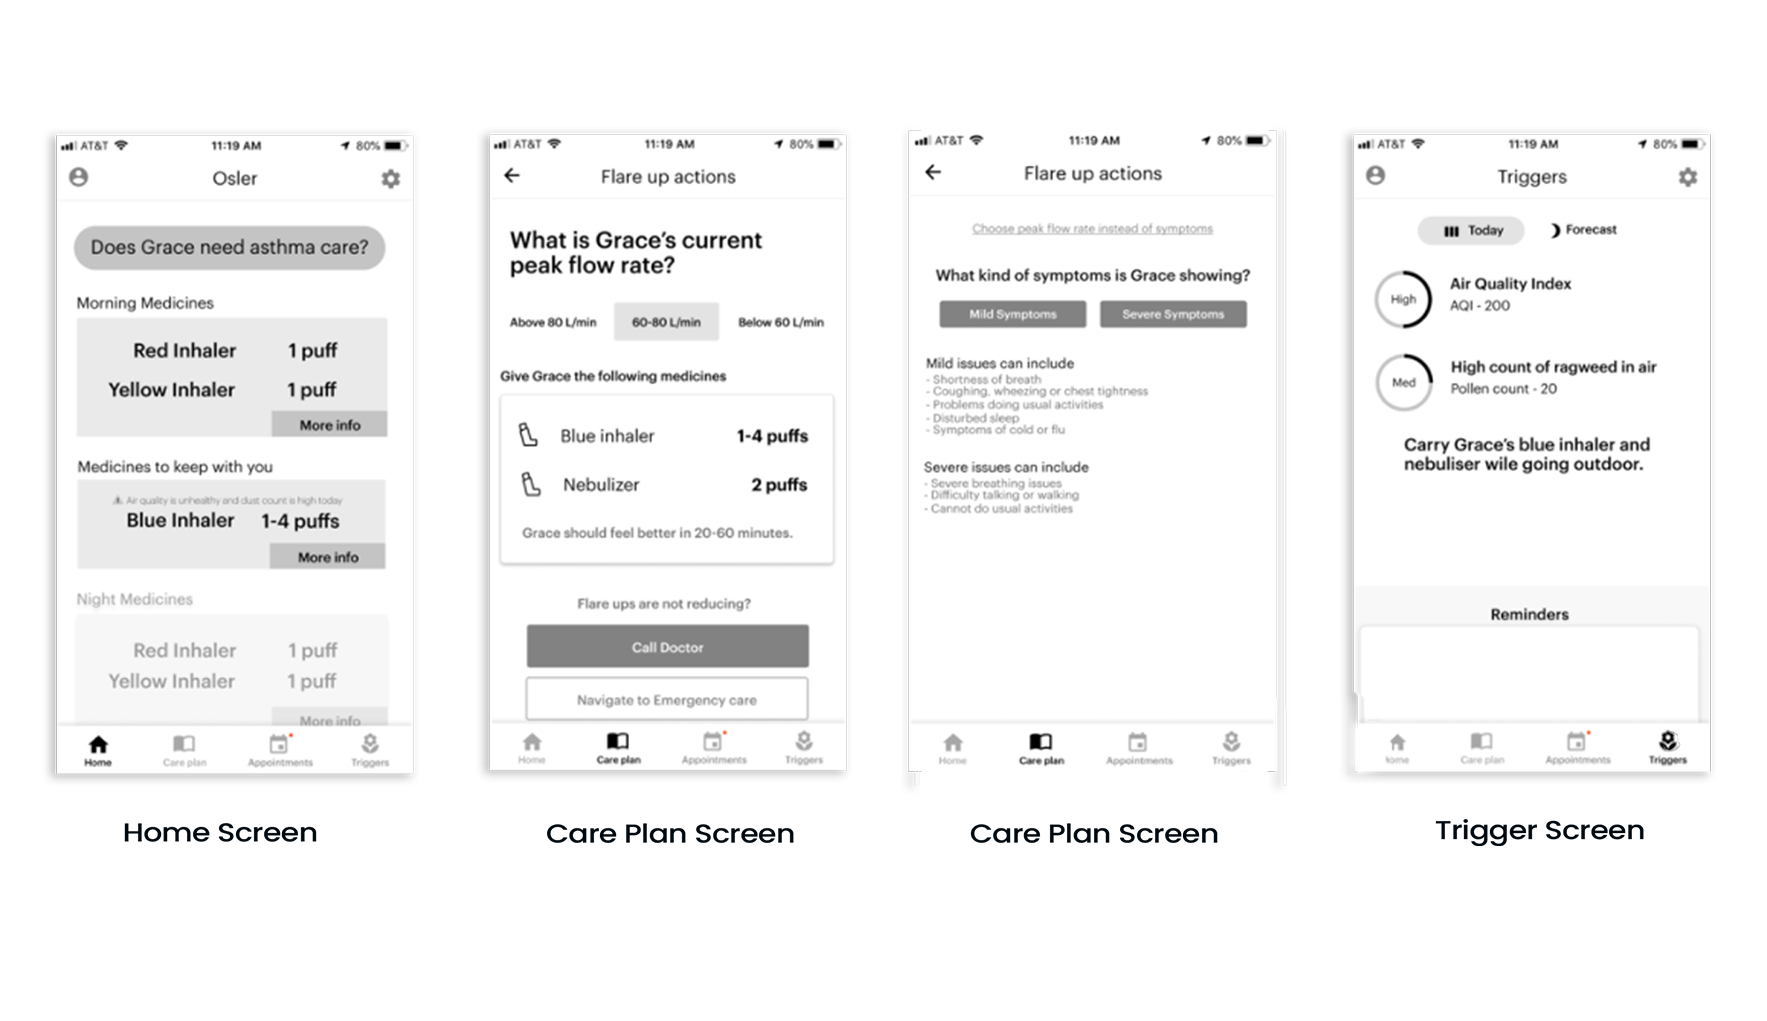 AT&T 11:19 AM 80%
Osler
Does Grace need asthma care?
Morning Medicines
Red Inhaler 1 puff
Yellow Inhaler 1 puff
More info
Medicines to keep with you
Air quality is unhealthy and dust count is high today
Blue Inhaler 1-4 puffs
More info
Night Medicines
Red Inhaler 1 puff
Yellow Inhaler 1 puff
More info
Home Care plan Appointments Triggers
Home Screen
AT&T 11:19 AM 80%
Flare up actions
What is Grace's current
peak flow rate?
Above 80 L/min 60-80 L/min Below 60 L/min
Give Grace the following medicines
Blue inhaler 1-4 puffs
Nebulizer 2 puffs
Grace should feel better in 20-60 minutes.
Flare ups are not reducing?
Call Doctor
Navigate to Emergency care
Home Care plan Appointments Triggers
Care Plan Screen
AT&T 11:19 AM 80%
Flare up actions
Choose peak flow rate instead of symptoms
What kind of symptoms is Grace showing?
Mild Symptoms Severe Symptoms
Mild issues can include
- Shortness of breath
- Coughing, wheezing or chest tightness
- Problems doing usual activities
- Disturbed sleep
- Symptoms of cold or flu
Severe issues can include
- Severe breathing issues
- Difficulty talking or walking
- Cannot do usual activities
Home Care plan Appointments Triggers
Care Plan Screen
AT&T 11:19 AM 80%
Triggers
Today Forecast
High
Air Quality Index
AQI - 200
Med
High count of ragweed in air
Pollen count - 20
Carry Grace's blue inhaler and
nebuliser wile going outdoor.
Reminders
Home Care plan Appointments Triggers
Trigger Screen